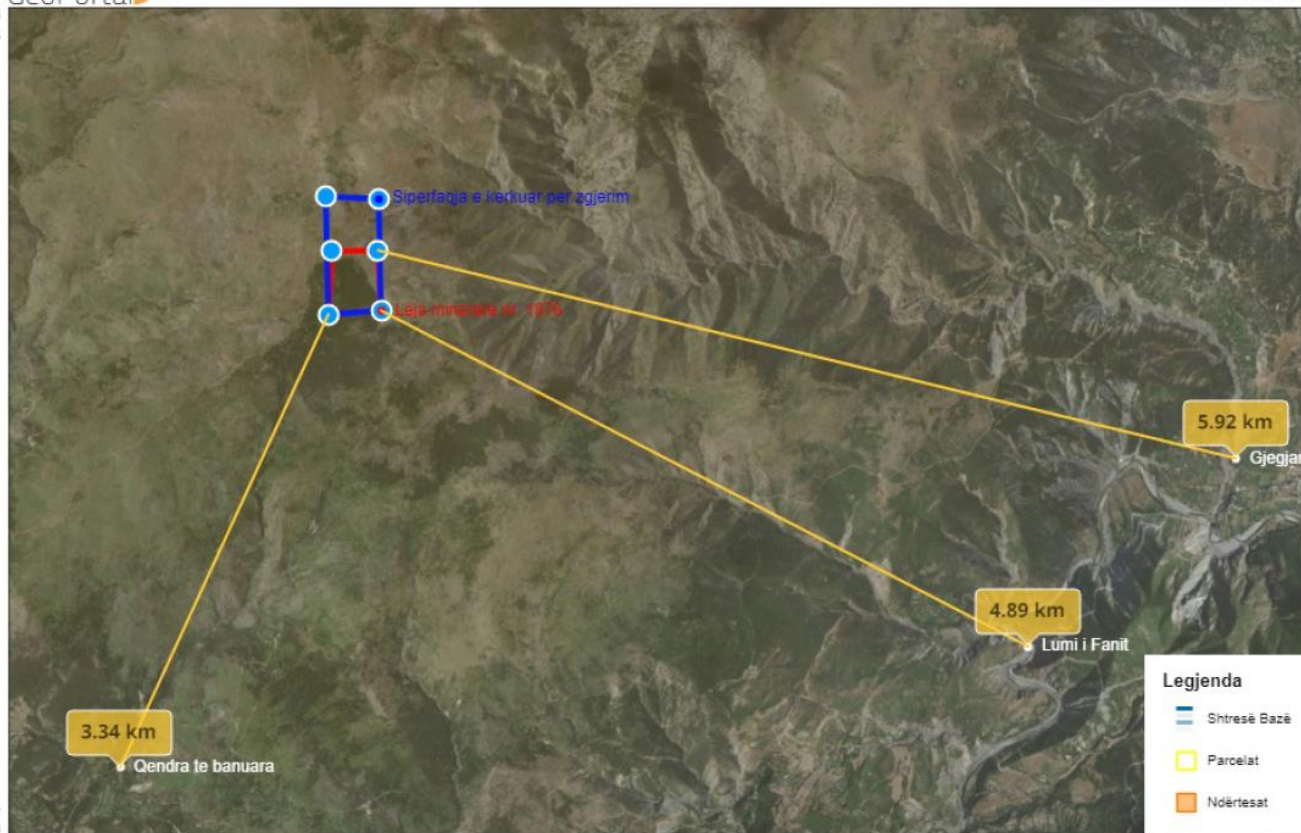 GeoPortal
Siperfaqja e kerkuar per zgjerim
Leja minerare nr. 1876
5.92 km
Gjegjan
4.89 km
Lumi i Fanit
Legjenda
Shtresë Bazë
Parcelat
Ndërtesat
3.34 km
Qendra te banuara